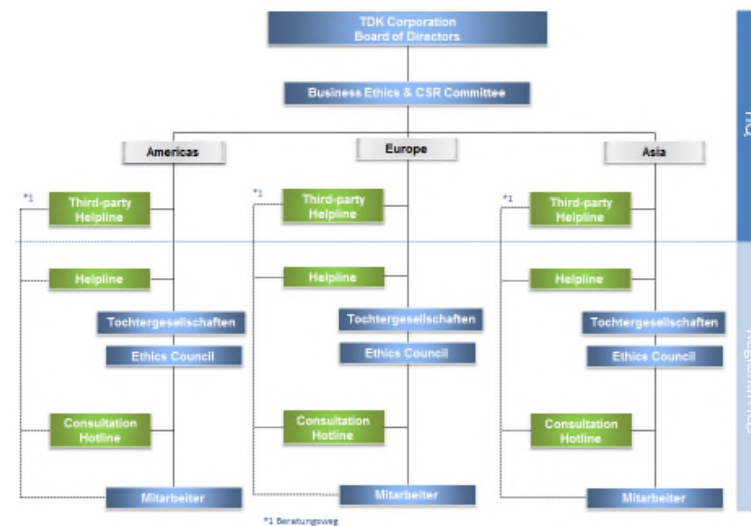 TDK Corporation
Board of Directors
Business Ethics & CSR Committee
Americas
Europe
Asia
*1
Third-party
Helpline
*1
Third-party
Helpline
*1
Third-party
Helpline
HQ
Helpline
Helpline
Helpline
Tochtergesellschaften
Tochtergesellschaften
Tochtergesellschaften
Ethics Council
Ethics Council
Ethics Council
Consultation
Hotline
Consultation
Hotline
Consultation
Hotline
Mitarbeiter
Mitarbeiter
Mitarbeiter
*1 Beratungsweg